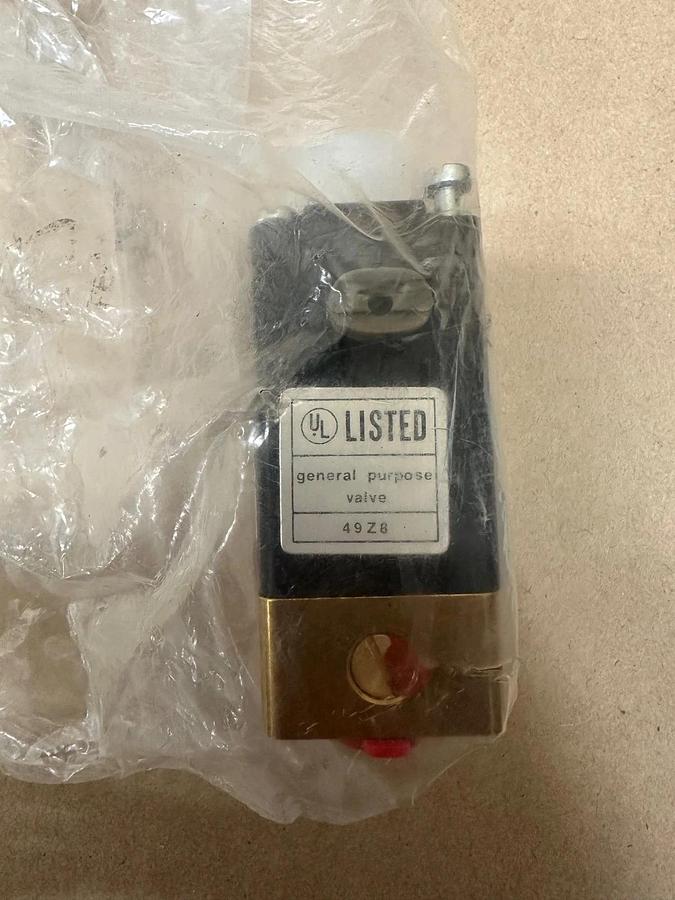 UL LISTED
general purpose
valve
49Z8